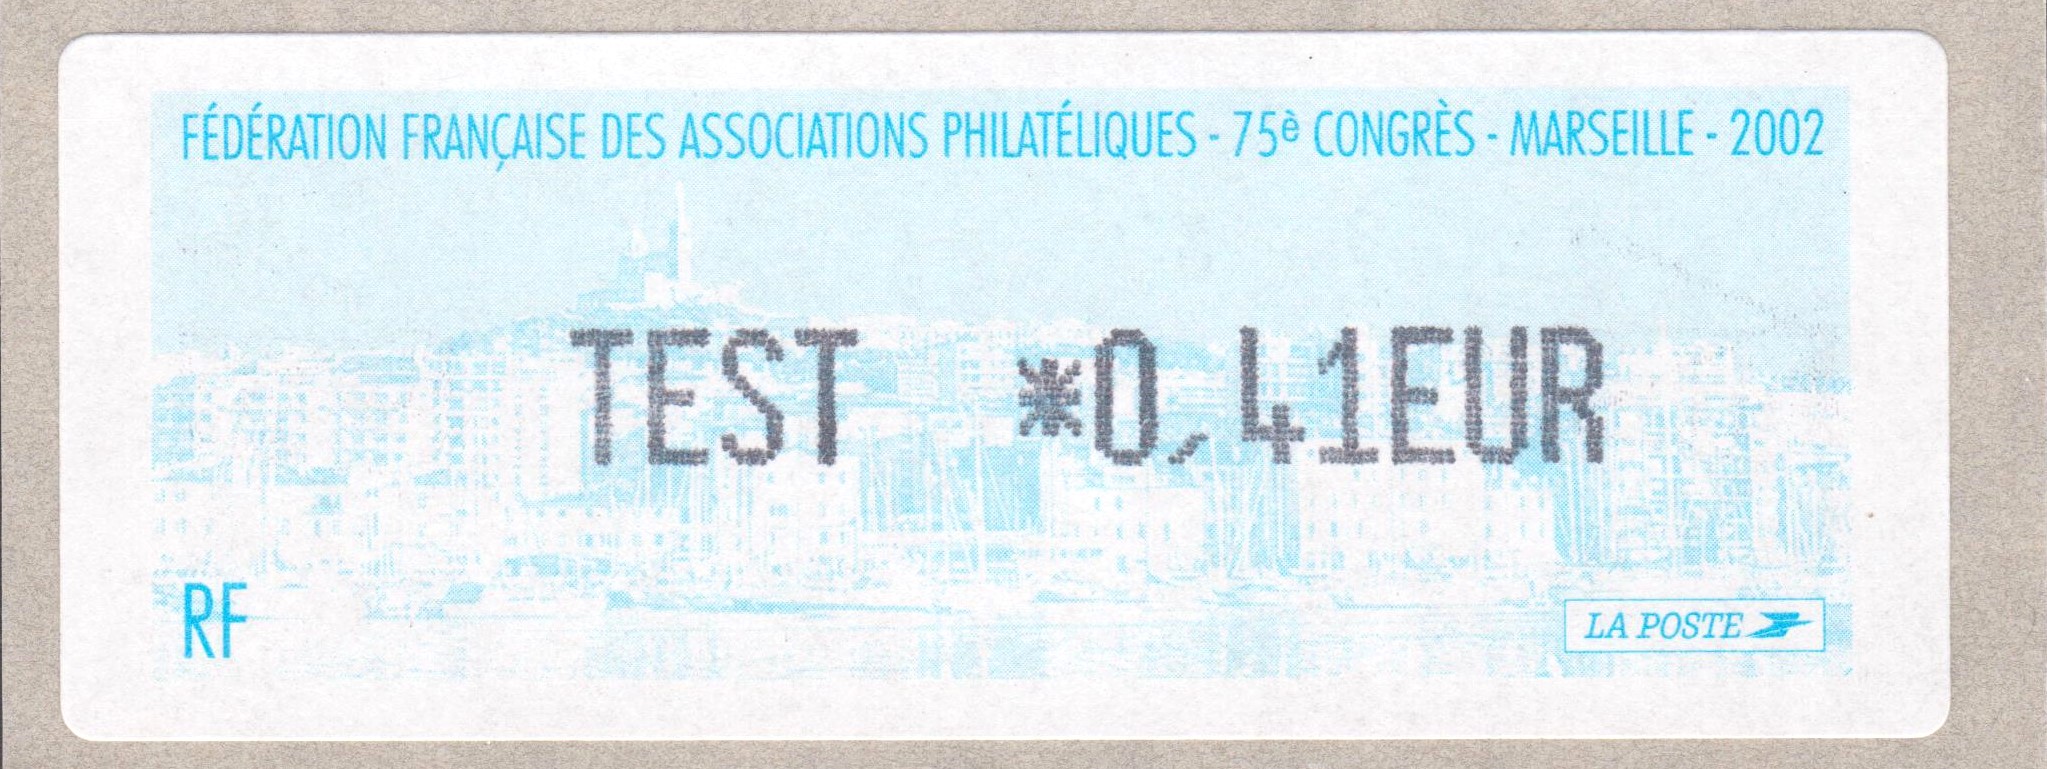 FÉDÉRATION FRANÇAISE DES ASSOCIATIONS PHILATÉLIQUES - 75è CONGRÈS - MARSEILLE - 2002
TEST *0,41EUR
RF
LA POSTE